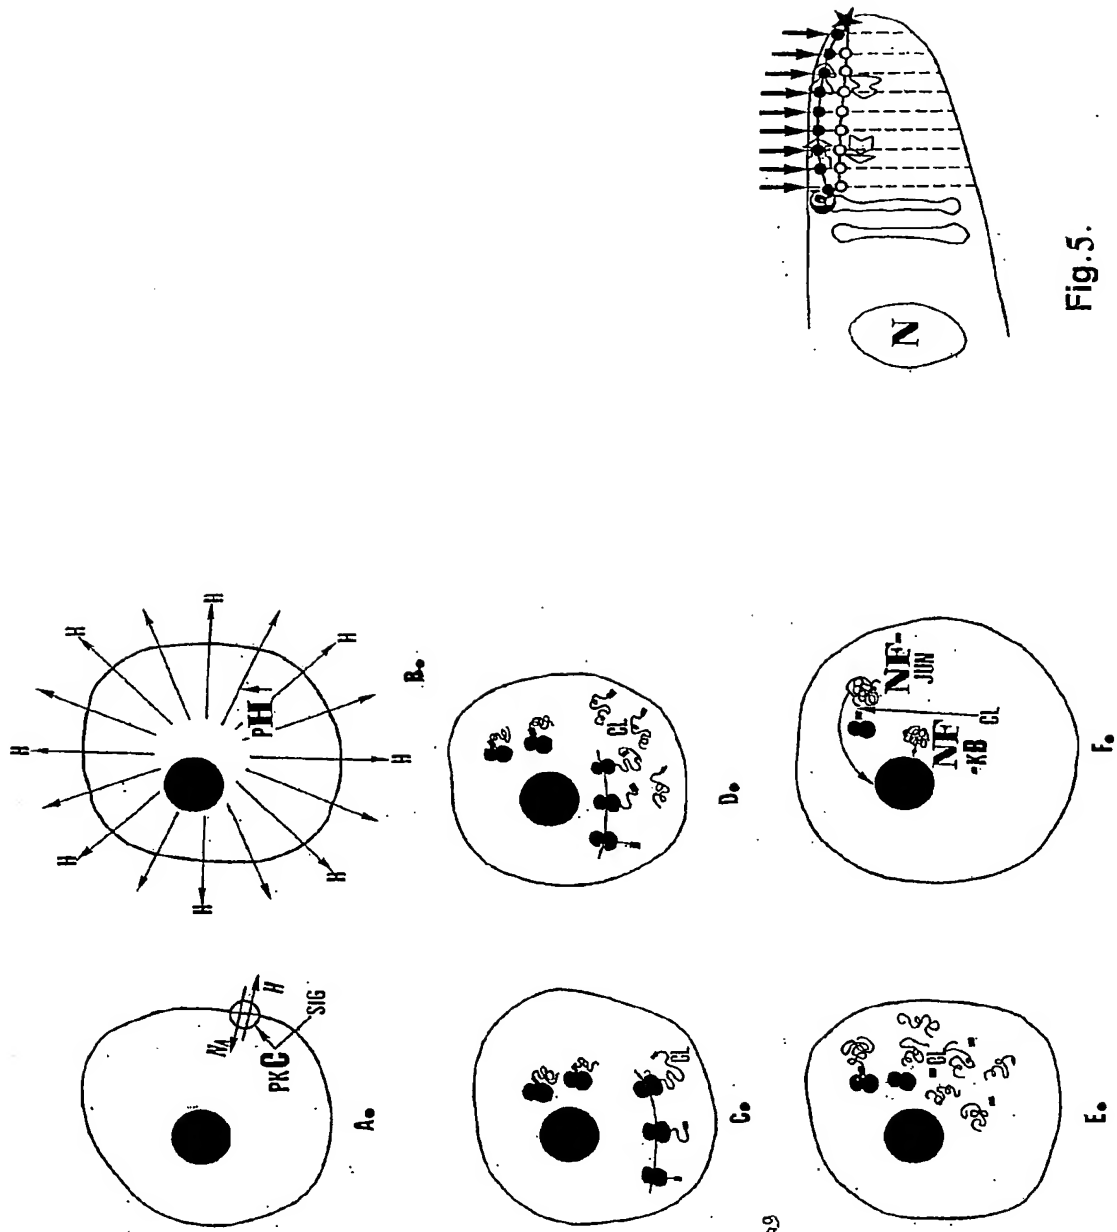 NA
H
PKC
SIG
A.
H
H
H
H
H
H
H
H
PH
B.
CL
C.
CL
D.
CL
E.
NF-
JUN
NF
-KB
CL
F.
N
Fig.5.